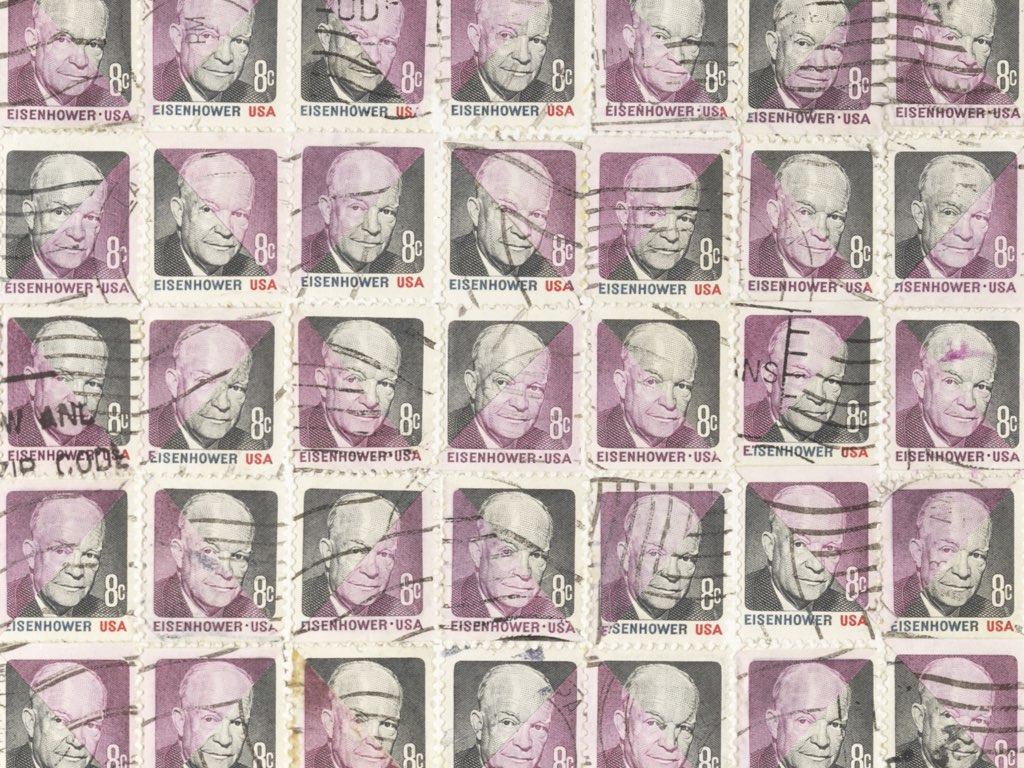 UD
8c 8c 8c 8c 8c 8c 8c
EISENHOWER·USA EISENHOWER USA EISENHOWER USA EISENHOWER·USA EISENHOWER·USA EISENHOWER·USA EISENHOWER·USA
8c 8c 8c 8c 8c 8c 8c
EISENHOWER·USA EISENHOWER USA EISENHOWER USA EISENHOWER USA EISENHOWER USA EISENHOWER·USA EISENHOWER·USA
NS
8c 8c 8c 8c 8c 8c 8c
W AND
EISENHOWER·USA EISENHOWER USA EISENHOWER·USA EISENHOWER·USA EISENHOWER·USA EISENHOWER USA EISENHOWER·USA
ZIP CODE
8c 8c 8c 8c 8c 8c 8c
EISENHOWER USA EISENHOWER·USA EISENHOWER·USA EISENHOWER·USA EISENHOWER USA EISENHOWER USA EISENHOWER·USA
8c 8c 8c 8c 8c 8c 8c